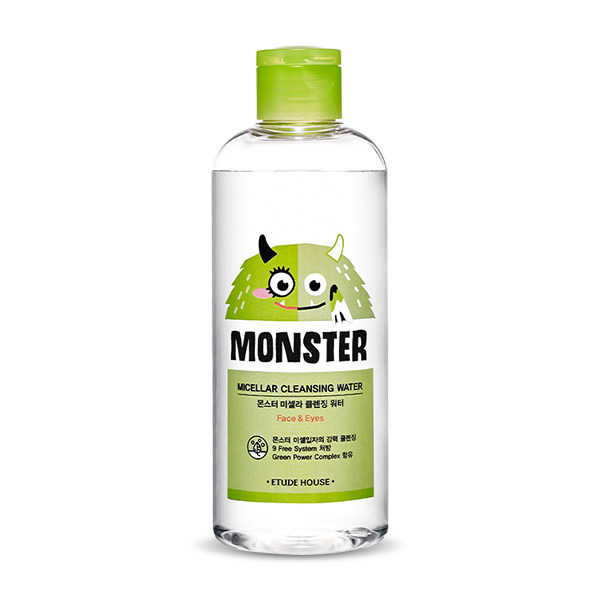 MONSTER
MICELLAR CLEANSING WATER
몬스터 미셀라 클렌징 워터
Face & Eyes
몬스터 미셀입자의 강력 클렌징
9 Free System 처방
Green Power Complex 함유
• ETUDE HOUSE •